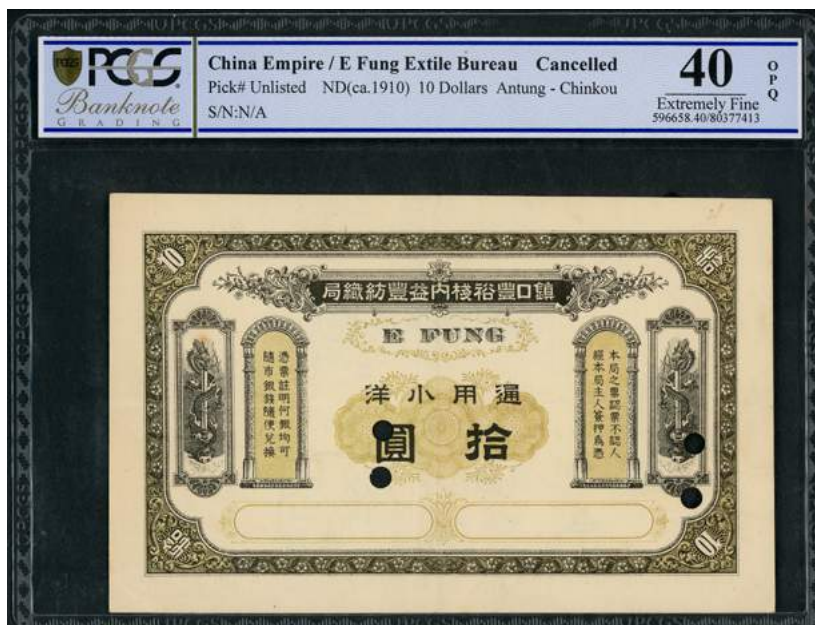 PCGS
Banknote
GRADING
China Empire / E Fung Extile Bureau Cancelled
Pick# Unlisted ND(ca.1910) 10 Dollars Antung - Chinkou
S/N:N/A
40
Extremely Fine
596658.40/80377413
OPQ
10
拾
局織紡豐益內棧裕豐口鎮
E FUNG
本局之票認票不認人
經本局主人簽押為憑
洋小用通
圓拾
憑票註明何銀均可
隨市銀錢隨便兌換
10